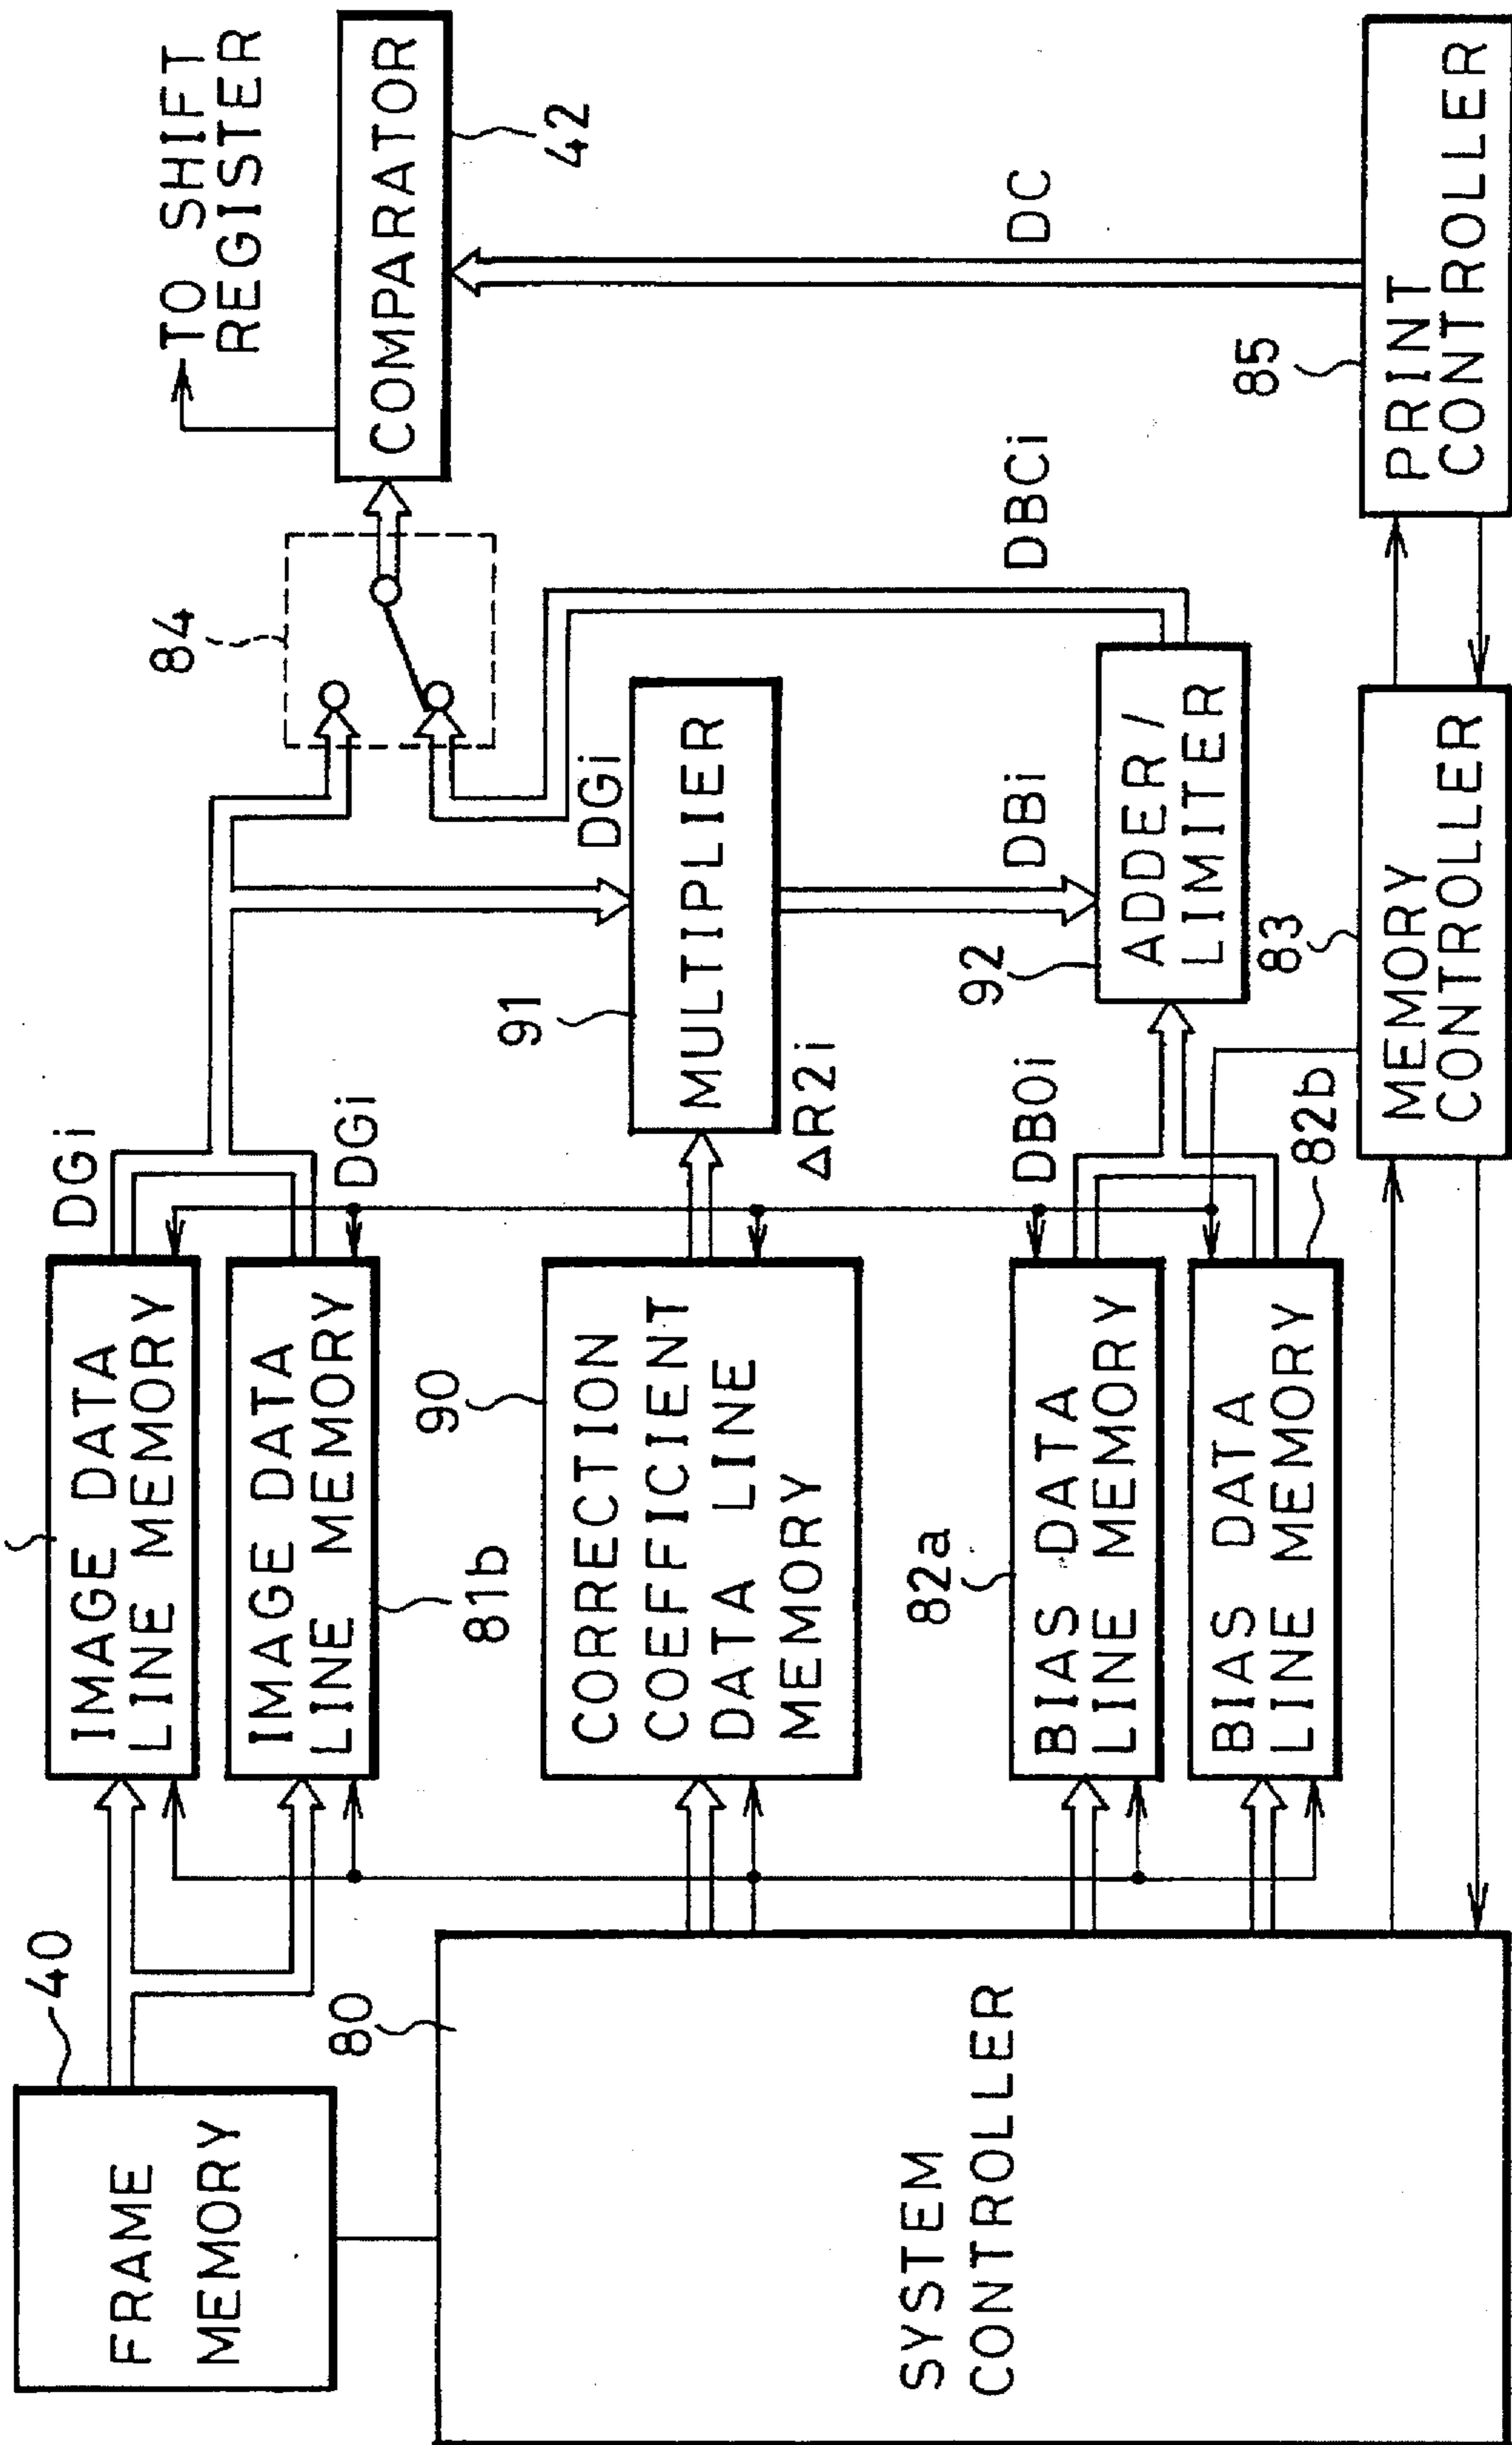 FRAME
MEMORY
40
SYSTEM
CONTROLLER
80
IMAGE DATA
LINE MEMORY
DGi
IMAGE DATA
LINE MEMORY
81b
DGi
CORRECTION
COEFFICIENT
DATA LINE
MEMORY
90
BIAS DATA
LINE MEMORY
82a
DB0i
BIAS DATA
LINE MEMORY
82b
MULTIPLIER
91
DGi
ΔR2i
ADDER/
LIMITER
92
DBi
DBCi
MEMORY
CONTROLLER
83
84
COMPARATOR
42
TO SHIFT
REGISTER
DC
PRINT
CONTROLLER
85